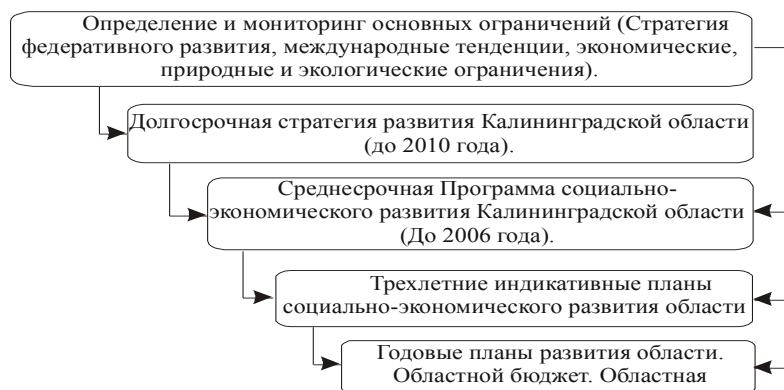 Определение и мониторинг основных ограничений (Стратегия
федеративного развития, международные тенденции, экономические,
природные и экологические ограничения).
Долгосрочная стратегия развития Калининградской области
(до 2010 года).
Среднесрочная Программа социально-
экономического развития Калининградской области
(До 2006 года).
Трехлетние индикативные планы
социально-экономического развития области
Годовые планы развития области.
Областной бюджет. Областная